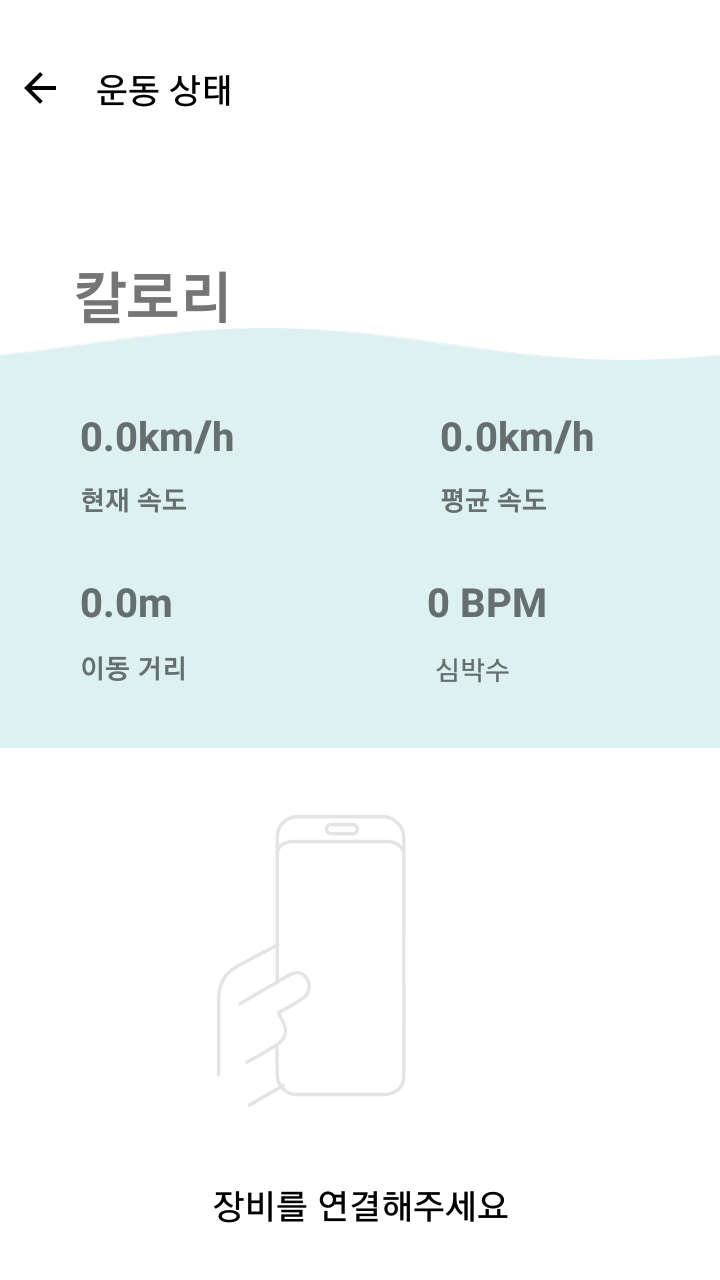 운동 상태
칼로리
0.0km/h 0.0km/h
현재 속도 평균 속도
0.0m 0 BPM
이동 거리 심박수
장비를 연결해주세요